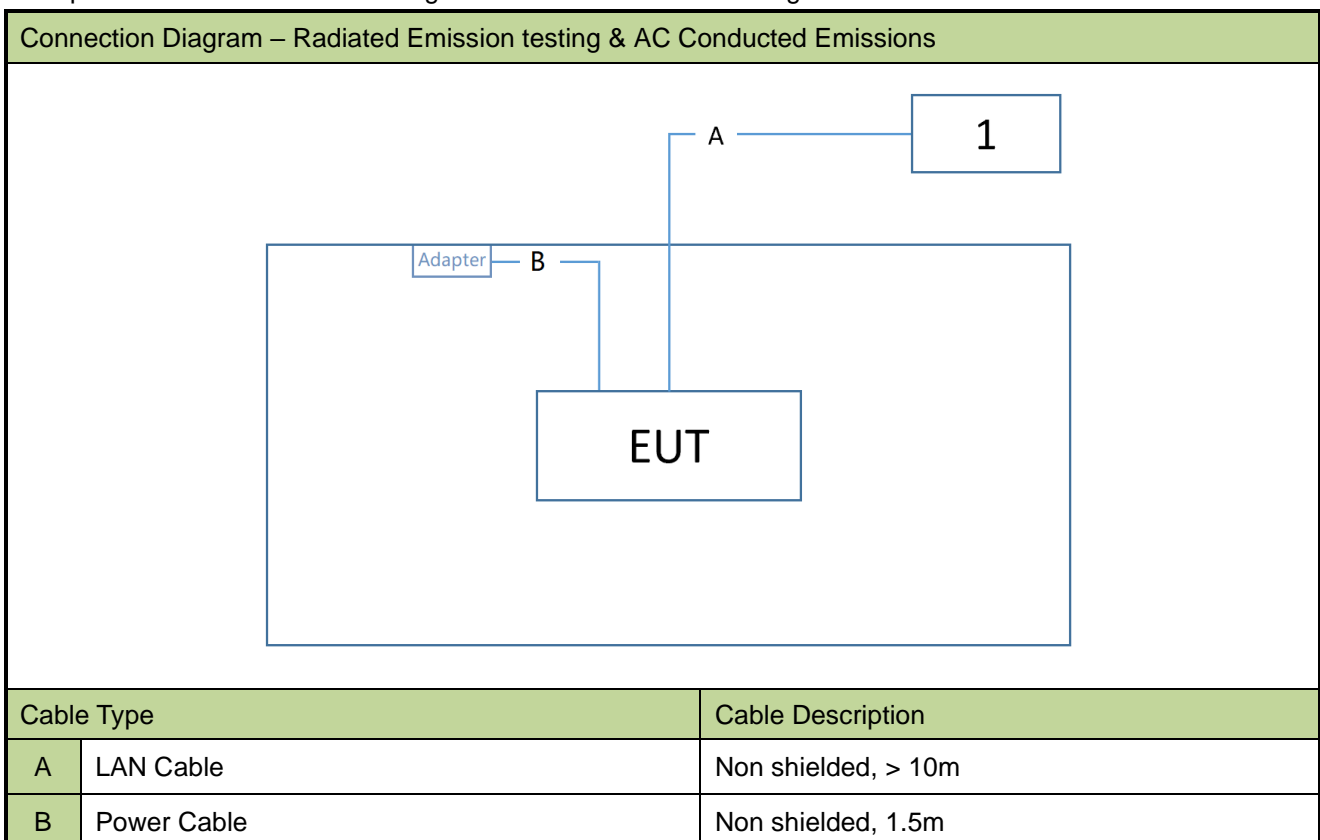 Connection Diagram – Radiated Emission testing & AC Conducted Emissions
A
1
Adapter
B
EUT
Cable Type Cable Description
A LAN Cable Non shielded, > 10m
B Power Cable Non shielded, 1.5m